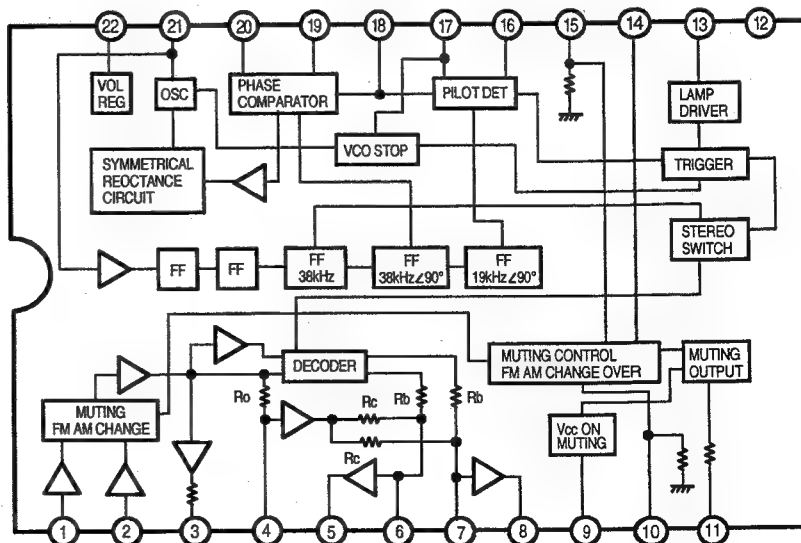 22 21 20 19 18 17 16 15 14 13 12
VOL
REG
OSC
PHASE
COMPARATOR
PILOT DET
LAMP
DRIVER
VCO STOP
TRIGGER
SYMMETRICAL
REOCTANCE
CIRCUIT
STEREO
SWITCH
FF
FF
FF
38kHz
FF
38kHz∠90°
FF
19kHz∠90°
DECODER
MUTING CONTROL
FM AM CHANGE OVER
MUTING
OUTPUT
Ro
Rc
Rb
Rb
MUTING
FM AM CHANGE
Rc
Vcc ON
MUTING
1 2 3 4 5 6 7 8 9 10 11